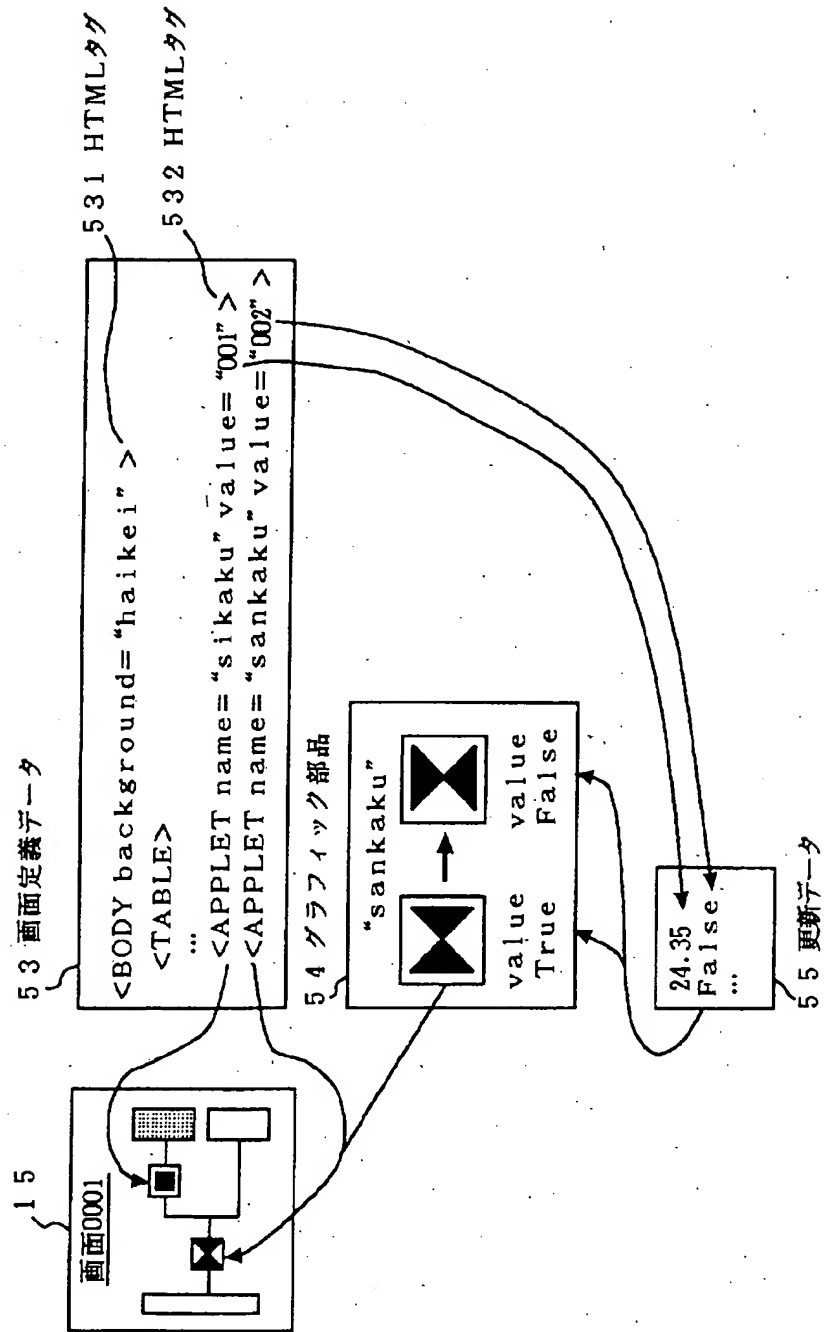 15
画面0001
53 画面定義データ
<BODY background="haikei">
<TABLE>
…
<APPLET name="sikaku" value="001">
<APPLET name="sankaku" value="002">
531 HTMLタグ
532 HTMLタグ
54 グラフィック部品
"sankaku"
value True
value False
24.35
False
…
55 更新データ